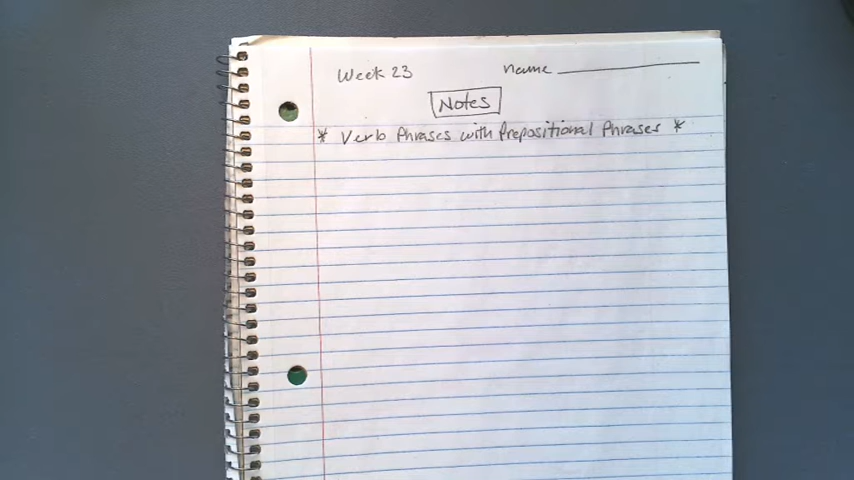 Week 23 name
Notes
* Verb Phrases with Prepositional Phrases *